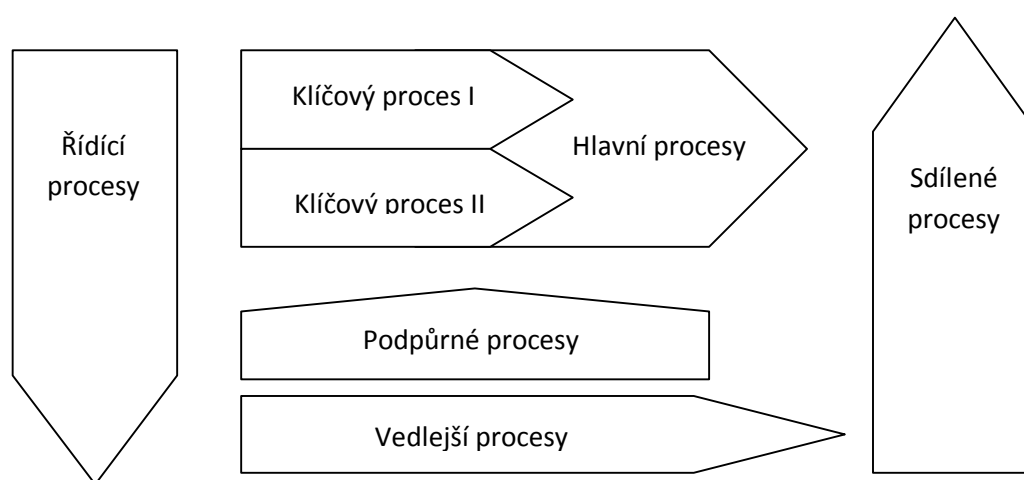 Řídící
procesy
Klíčový proces I
Klíčový proces II
Hlavní procesy
Podpůrné procesy
Vedlejší procesy
Sdílené
procesy